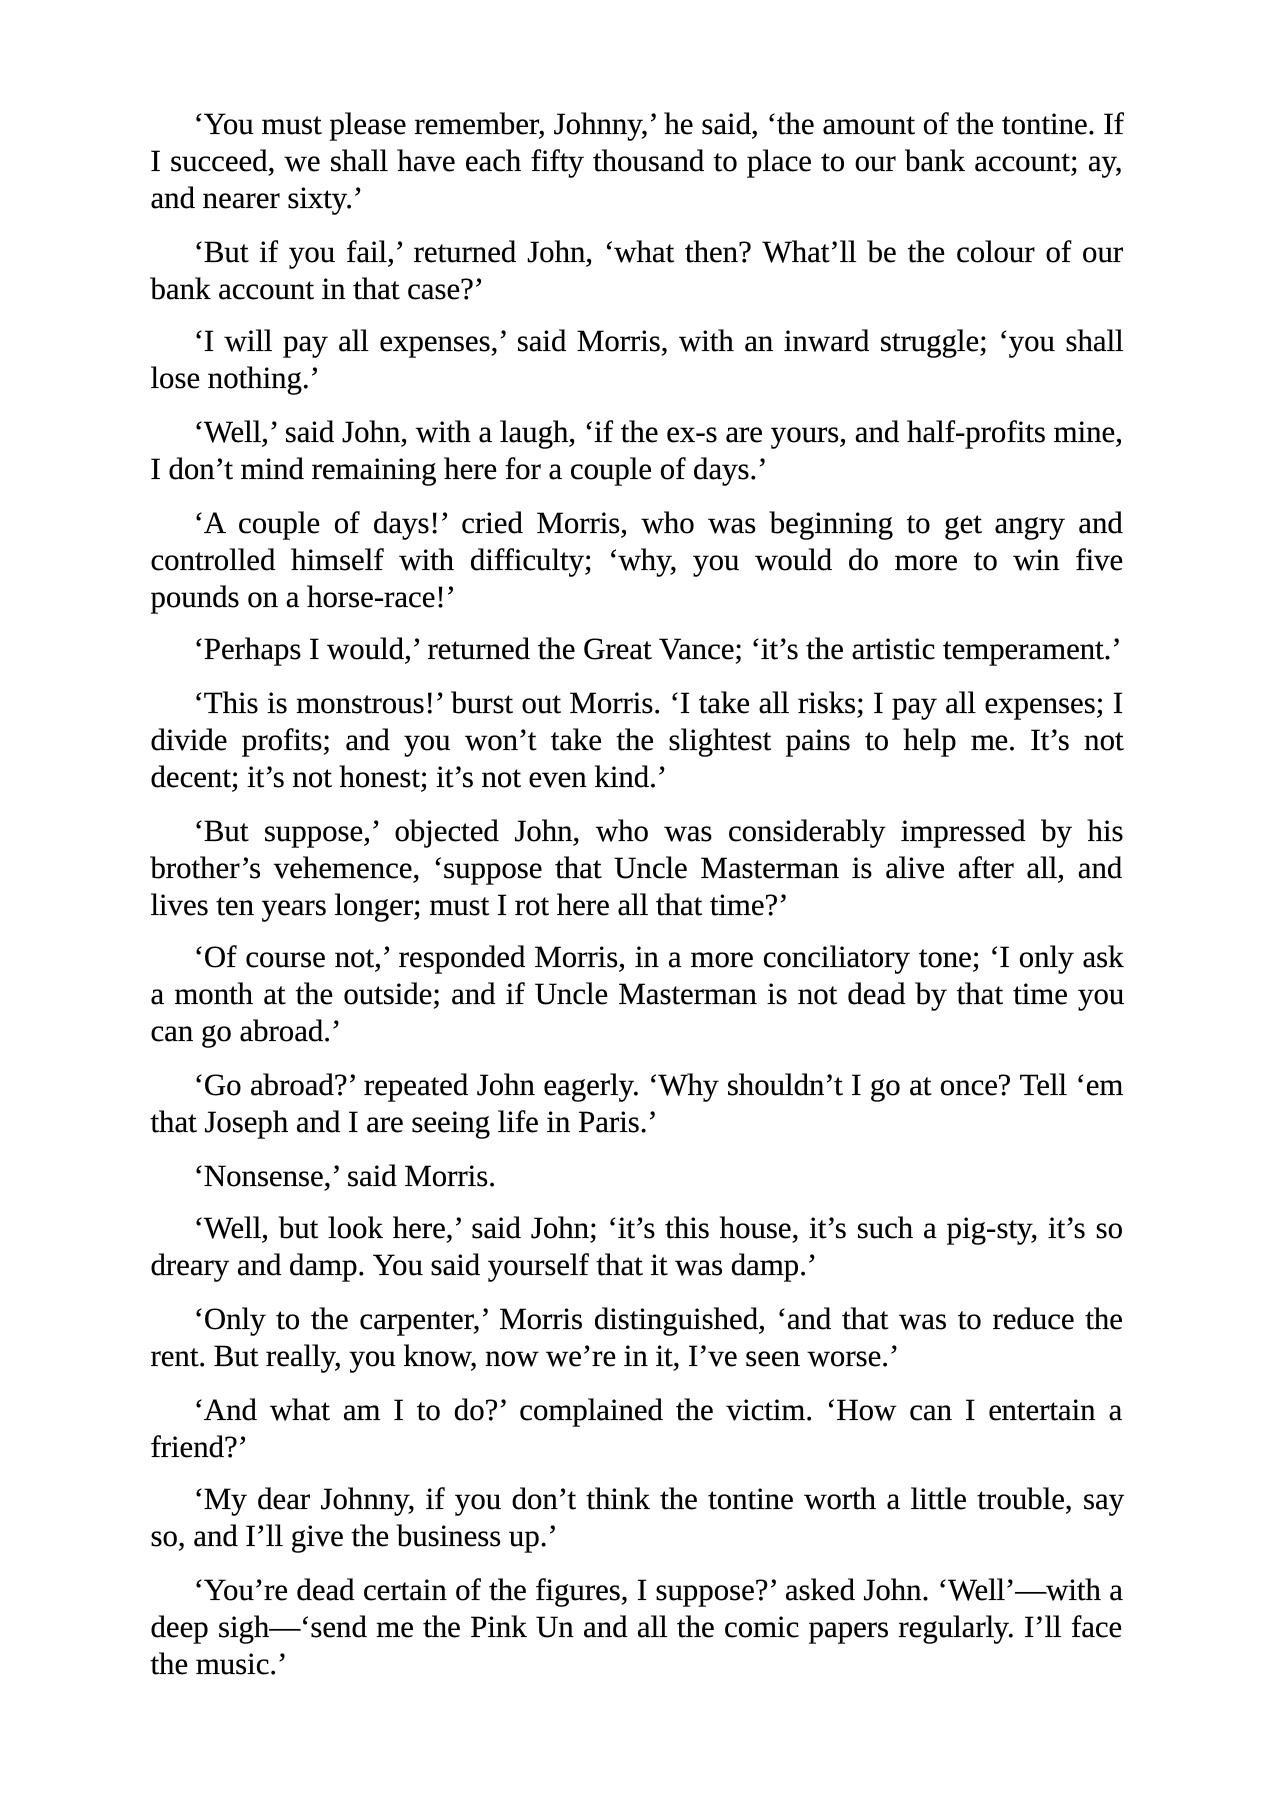 ‘You must please remember, Johnny,’ he said, ‘the amount of the tontine. If
I succeed, we shall have each fifty thousand to place to our bank account; ay,
and nearer sixty.’
‘But if you fail,’ returned John, ‘what then? What’ll be the colour of our
bank account in that case?’
‘I will pay all expenses,’ said Morris, with an inward struggle; ‘you shall
lose nothing.’
‘Well,’ said John, with a laugh, ‘if the ex-s are yours, and half-profits mine,
I don’t mind remaining here for a couple of days.’
‘A couple of days!’ cried Morris, who was beginning to get angry and
controlled himself with difficulty; ‘why, you would do more to win five
pounds on a horse-race!’
‘Perhaps I would,’ returned the Great Vance; ‘it’s the artistic temperament.’
‘This is monstrous!’ burst out Morris. ‘I take all risks; I pay all expenses; I
divide profits; and you won’t take the slightest pains to help me. It’s not
decent; it’s not honest; it’s not even kind.’
‘But suppose,’ objected John, who was considerably impressed by his
brother’s vehemence, ‘suppose that Uncle Masterman is alive after all, and
lives ten years longer; must I rot here all that time?’
‘Of course not,’ responded Morris, in a more conciliatory tone; ‘I only ask
a month at the outside; and if Uncle Masterman is not dead by that time you
can go abroad.’
‘Go abroad?’ repeated John eagerly. ‘Why shouldn’t I go at once? Tell ‘em
that Joseph and I are seeing life in Paris.’
‘Nonsense,’ said Morris.
‘Well, but look here,’ said John; ‘it’s this house, it’s such a pig-sty, it’s so
dreary and damp. You said yourself that it was damp.’
‘Only to the carpenter,’ Morris distinguished, ‘and that was to reduce the
rent. But really, you know, now we’re in it, I’ve seen worse.’
‘And what am I to do?’ complained the victim. ‘How can I entertain a
friend?’
‘My dear Johnny, if you don’t think the tontine worth a little trouble, say
so, and I’ll give the business up.’
‘You’re dead certain of the figures, I suppose?’ asked John. ‘Well’—with a
deep sigh—‘send me the Pink Un and all the comic papers regularly. I’ll face
the music.’